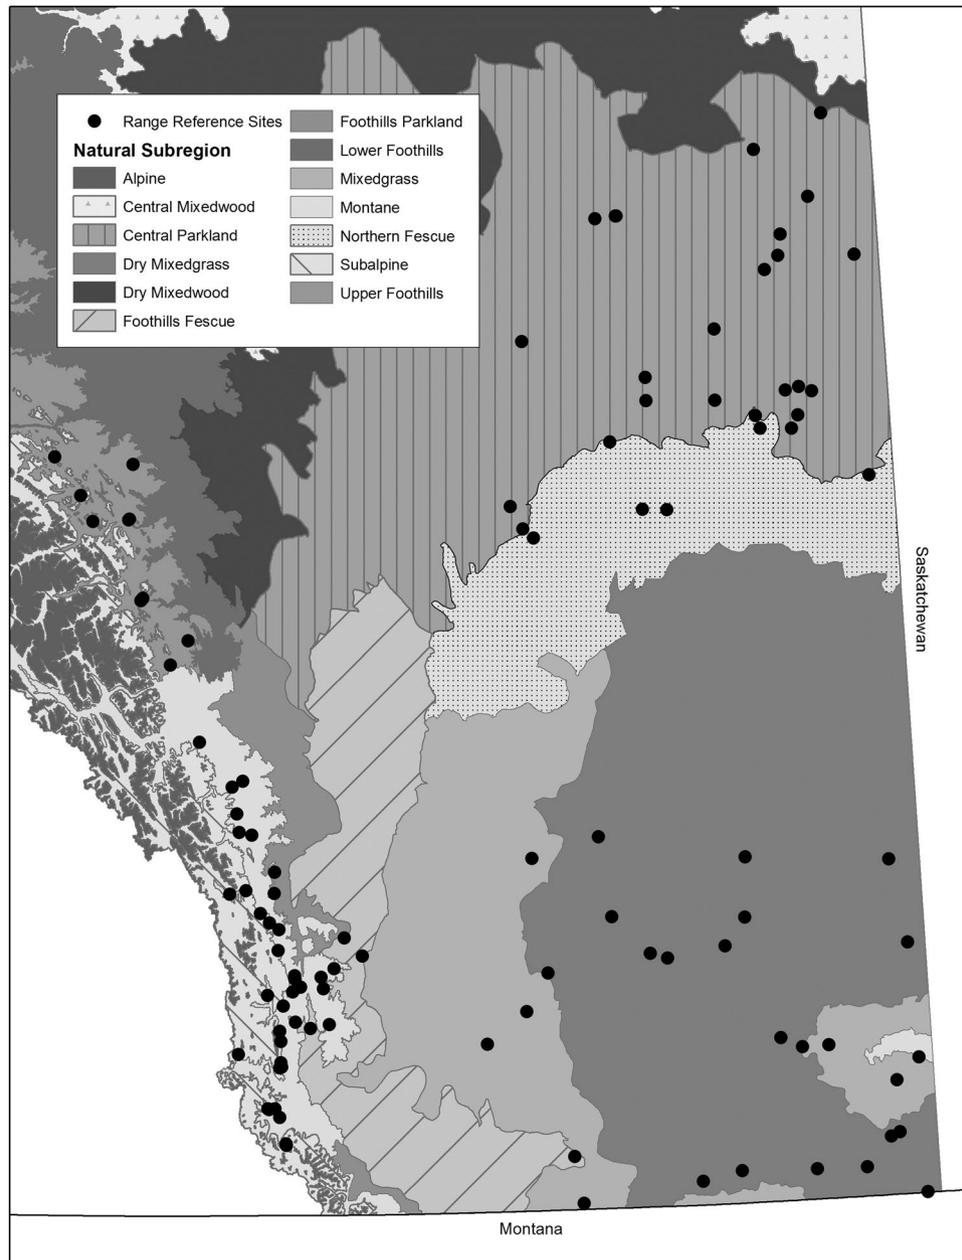 Range Reference Sites
Natural Subregion
Alpine
Central Mixedwood
Central Parkland
Dry Mixedgrass
Dry Mixedwood
Foothills Fescue
Foothills Parkland
Lower Foothills
Mixedgrass
Montane
Northern Fescue
Subalpine
Upper Foothills
Saskatchewan
Montana